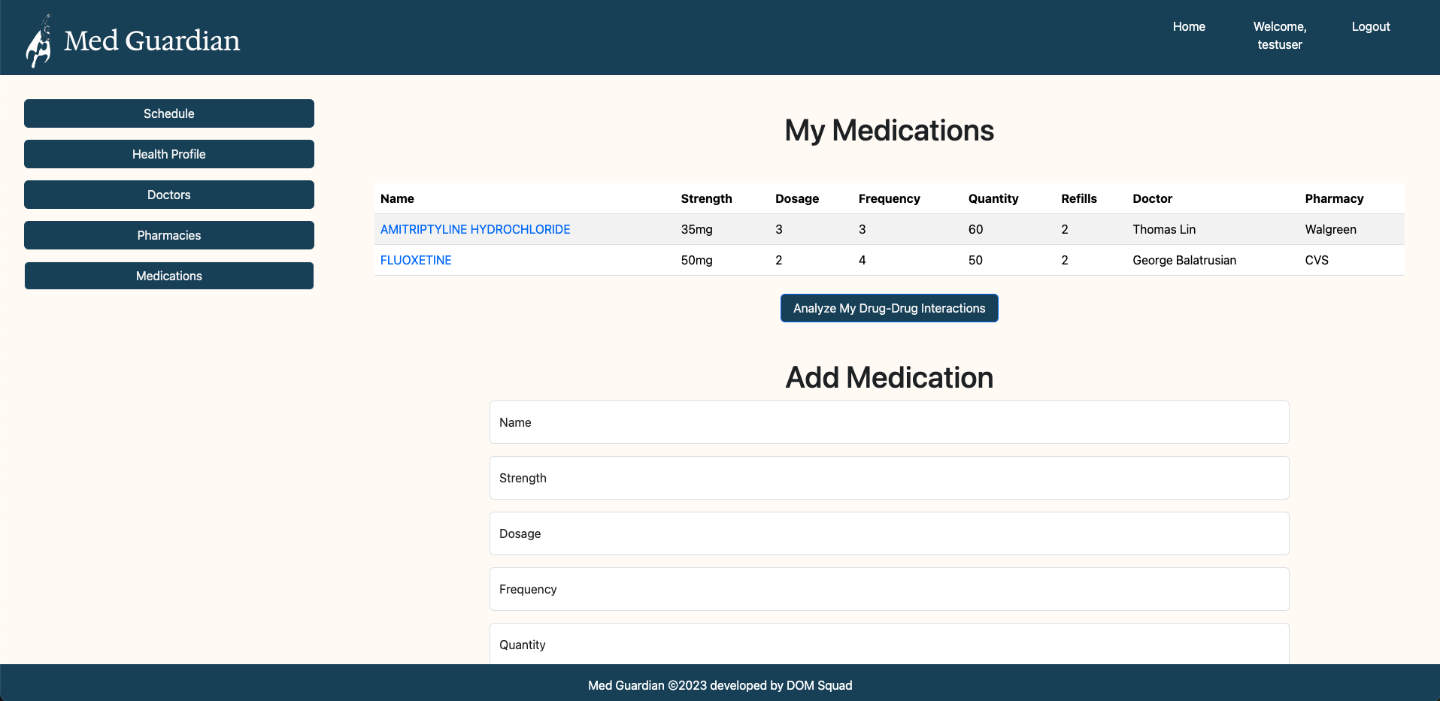 Med Guardian
Home
Welcome,
testuser
Logout
Schedule
Health Profile
Doctors
Pharmacies
Medications
My Medications
Name Strength Dosage Frequency Quantity Refills Doctor Pharmacy
AMITRIPTYLINE HYDROCHLORIDE 35mg 3 3 60 2 Thomas Lin Walgreen
FLUOXETINE 50mg 2 4 50 2 George Balatrusian CVS
Analyze My Drug-Drug Interactions
Add Medication
Name
Strength
Dosage
Frequency
Quantity
Med Guardian ©2023 developed by DOM Squad